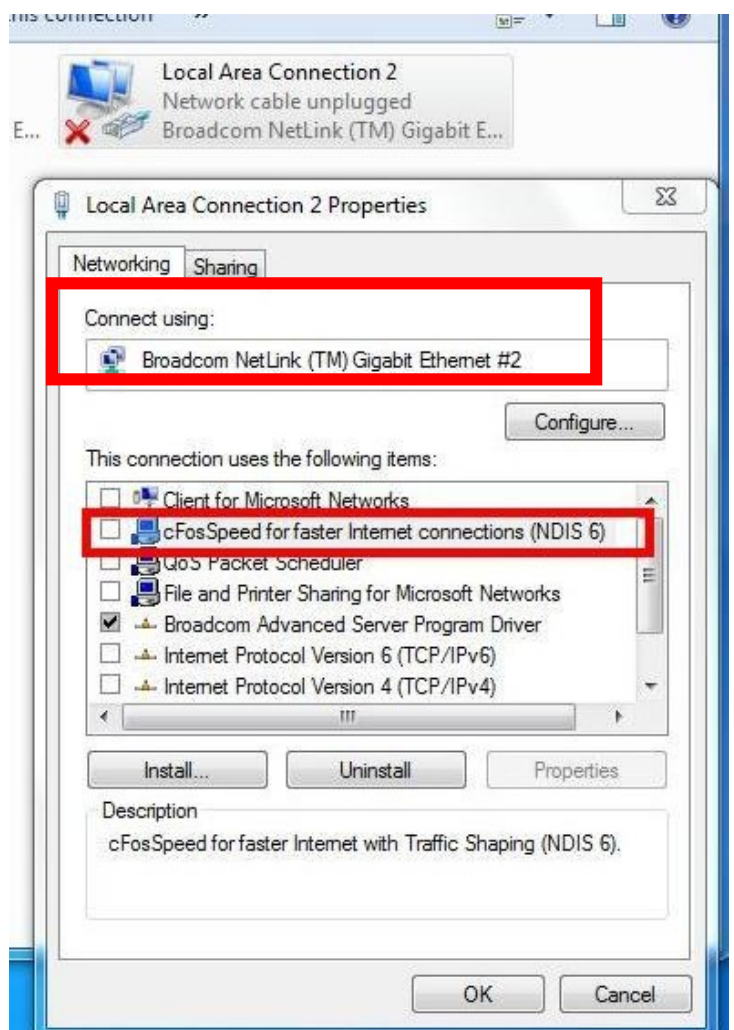 this connection »
Local Area Connection 2
Network cable unplugged
E...
Broadcom NetLink (TM) Gigabit E...
Local Area Connection 2 Properties
Networking
Sharing
Connect using:
Broadcom NetLink (TM) Gigabit Ethernet #2
Configure...
This connection uses the following items:
Client for Microsoft Networks
cFosSpeed for faster Internet connections (NDIS 6)
QoS Packet Scheduler
File and Printer Sharing for Microsoft Networks
Broadcom Advanced Server Program Driver
Internet Protocol Version 6 (TCP/IPv6)
Internet Protocol Version 4 (TCP/IPv4)
Install...
Uninstall
Properties
Description
cFosSpeed for faster Internet with Traffic Shaping (NDIS 6).
OK
Cancel